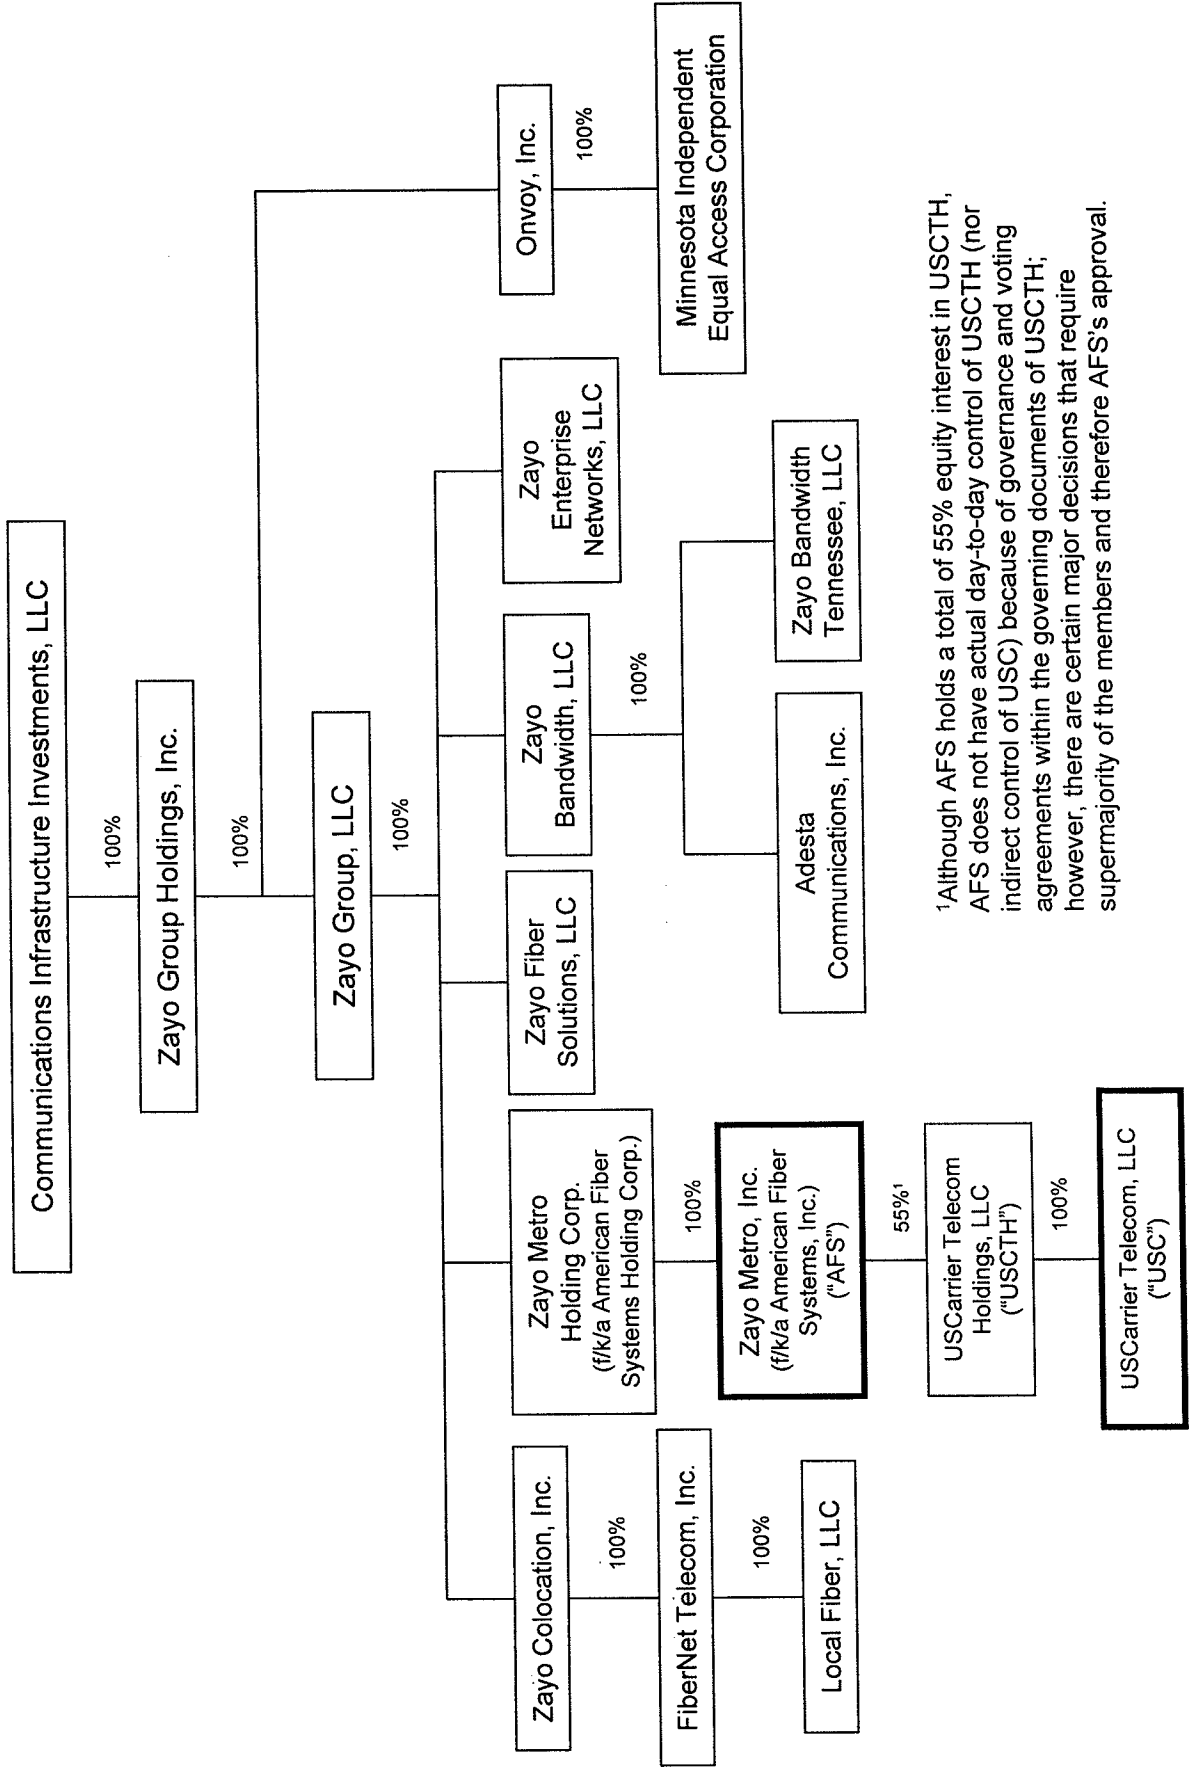 Communications Infrastructure Investments, LLC
100%
Zayo Group Holdings, Inc.
100%
Zayo Group, LLC
100%
Zayo Colocation, Inc.
100%
FiberNet Telecom, Inc.
100%
Local Fiber, LLC
Zayo Metro
Holding Corp.
(f/k/a American Fiber
Systems Holding Corp.)
100%
Zayo Metro, Inc.
(f/k/a American Fiber
Systems, Inc.)
(“AFS”)
55%¹
USCarrier Telecom
Holdings, LLC
(“USCTH”)
100%
USCarrier Telecom, LLC
(“USC”)
Zayo Fiber
Solutions, LLC
Zayo
Bandwidth, LLC
100%
Adesta
Communications, Inc.
Zayo Bandwidth
Tennessee, LLC
Zayo
Enterprise
Networks, LLC
Onvoy, Inc.
100%
Minnesota Independent
Equal Access Corporation
¹Although AFS holds a total of 55% equity interest in USCTH,
AFS does not have actual day-to-day control of USCTH (nor
indirect control of USC) because of governance and voting
agreements within the governing documents of USCTH;
however, there are certain major decisions that require
supermajority of the members and therefore AFS’s approval.